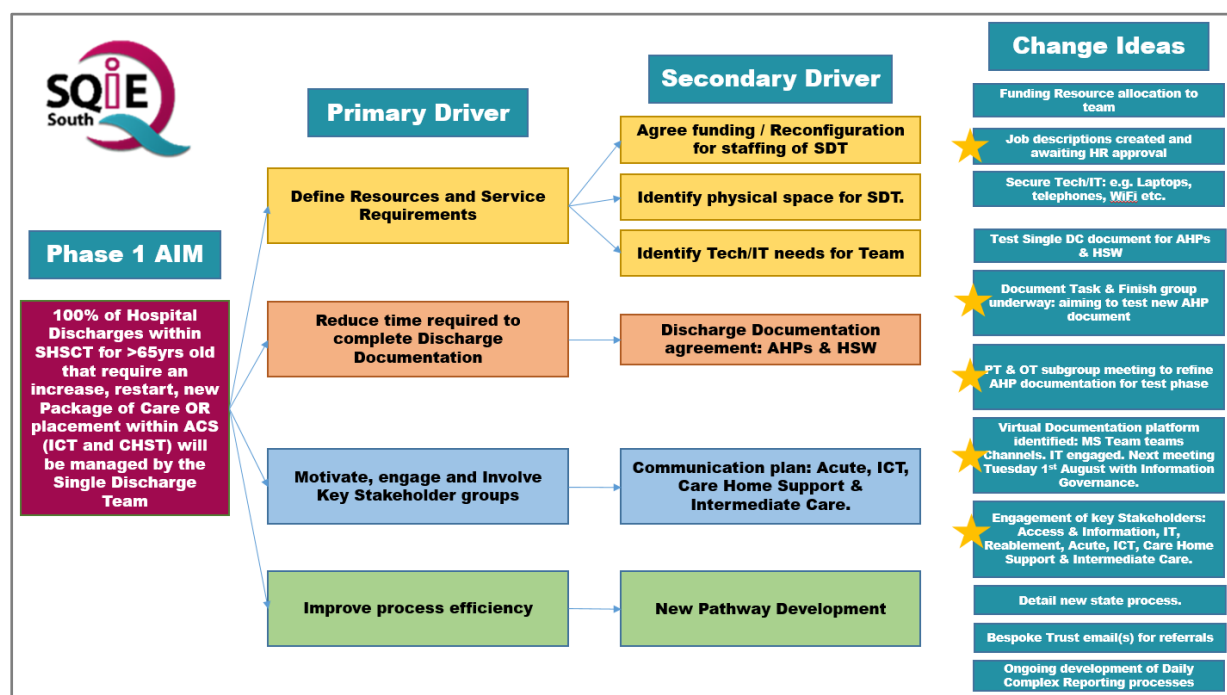 SQiE
South
Phase 1 AIM
100% of Hospital
Discharges within
SHSCT for >65yrs old
that require an
increase, restart, new
Package of Care OR
placement within ACS
(ICT and CHST) will
be managed by the
Single Discharge
Team
Primary Driver
Define Resources and Service
Requirements
Reduce time required to
complete Discharge
Documentation
Motivate, engage and Involve
Key Stakeholder groups
Improve process efficiency
Secondary Driver
Agree funding / Reconfiguration
for staffing of SDT
Identify physical space for SDT.
Identify Tech/IT needs for Team
Discharge Documentation
agreement: AHPs & HSW
Communication plan: Acute, ICT,
Care Home Support &
Intermediate Care.
New Pathway Development
Change Ideas
Funding Resource allocation to
team
Job descriptions created and
awaiting HR approval
Secure Tech/IT: e.g. Laptops,
telephones, WiFi etc.
Test Single DC document for AHPs
& HSW
Document Task & Finish group
underway: aiming to test new AHP
document
PT & OT subgroup meeting to refine
AHP documentation for test phase
Virtual Documentation platform
identified: MS Team teams
Channels. IT engaged. Next meeting
Tuesday 1st August with Information
Governance.
Engagement of key Stakeholders:
Access & Information, IT,
Reablement, Acute, ICT, Care Home
Support & Intermediate Care.
Detail new state process.
Bespoke Trust email(s) for referrals
Ongoing development of Daily
Complex Reporting processes